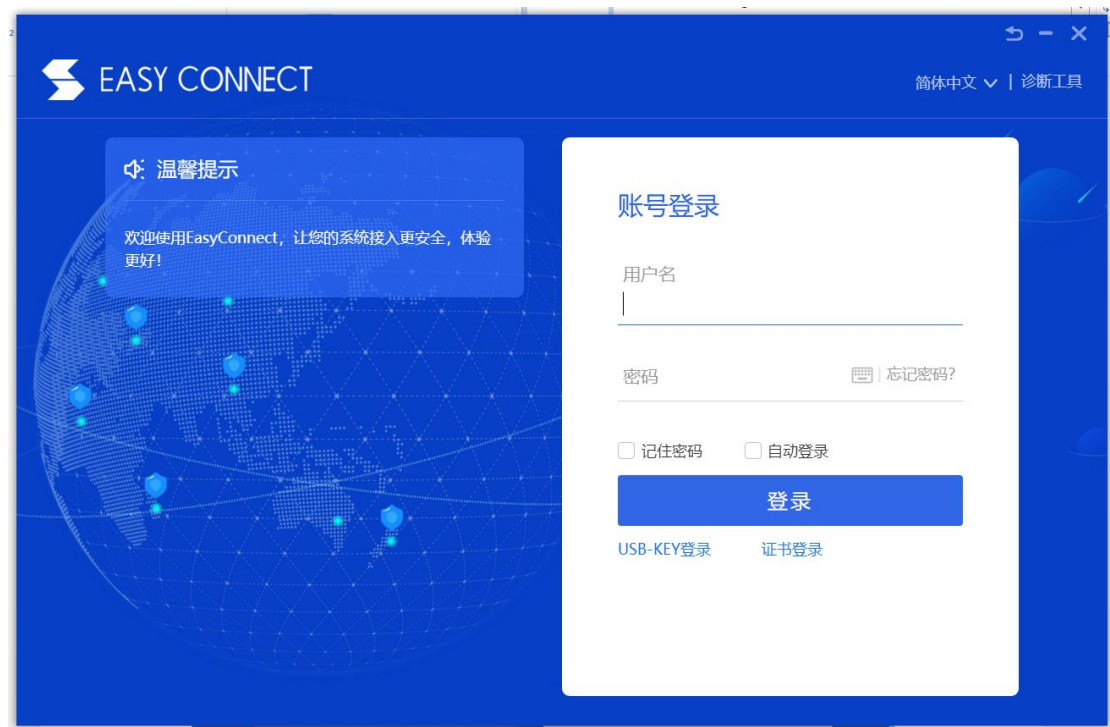 EASY CONNECT
简体中文 | 诊断工具
温馨提示
欢迎使用EasyConnect，让您的系统接入更安全，体验
更好！
账号登录
用户名
密码 | 忘记密码?
记住密码 自动登录
登录
USB-KEY登录 证书登录